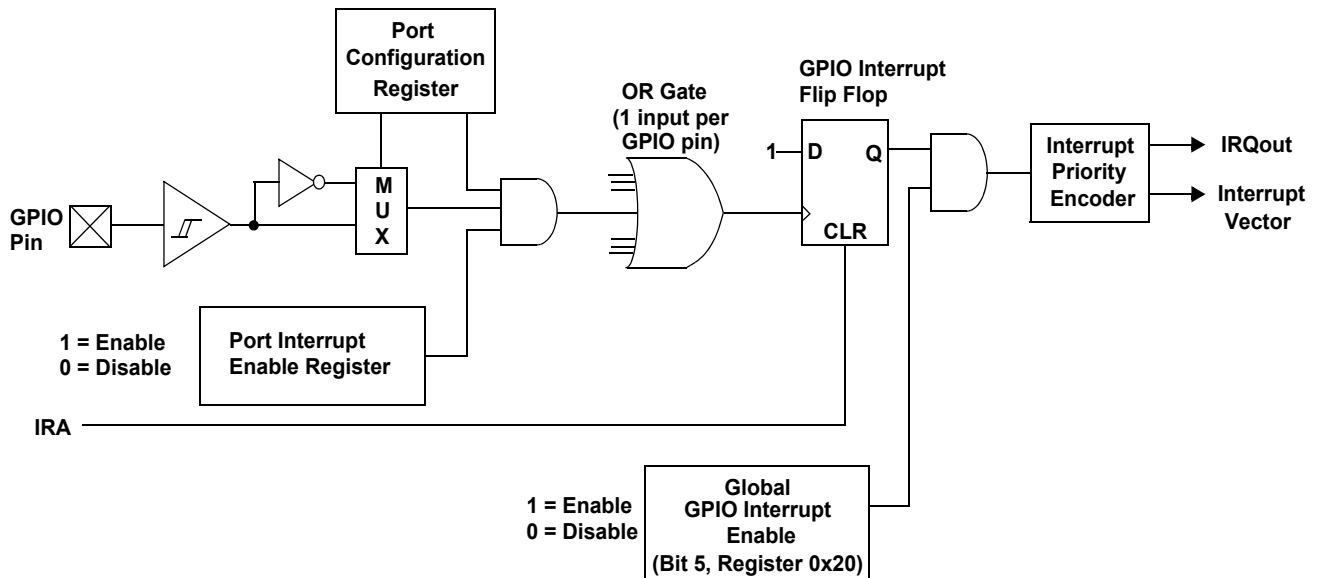 Port
Configuration
Register
GPIO Interrupt
Flip Flop
OR Gate
(1 input per
GPIO pin)
M
U
X
1
D
Q
CLR
Interrupt
Priority
Encoder
IRQout
Interrupt
Vector
GPIO
Pin
1 = Enable
0 = Disable
Port Interrupt
Enable Register
IRA
1 = Enable
0 = Disable
Global
GPIO Interrupt
Enable
(Bit 5, Register 0x20)